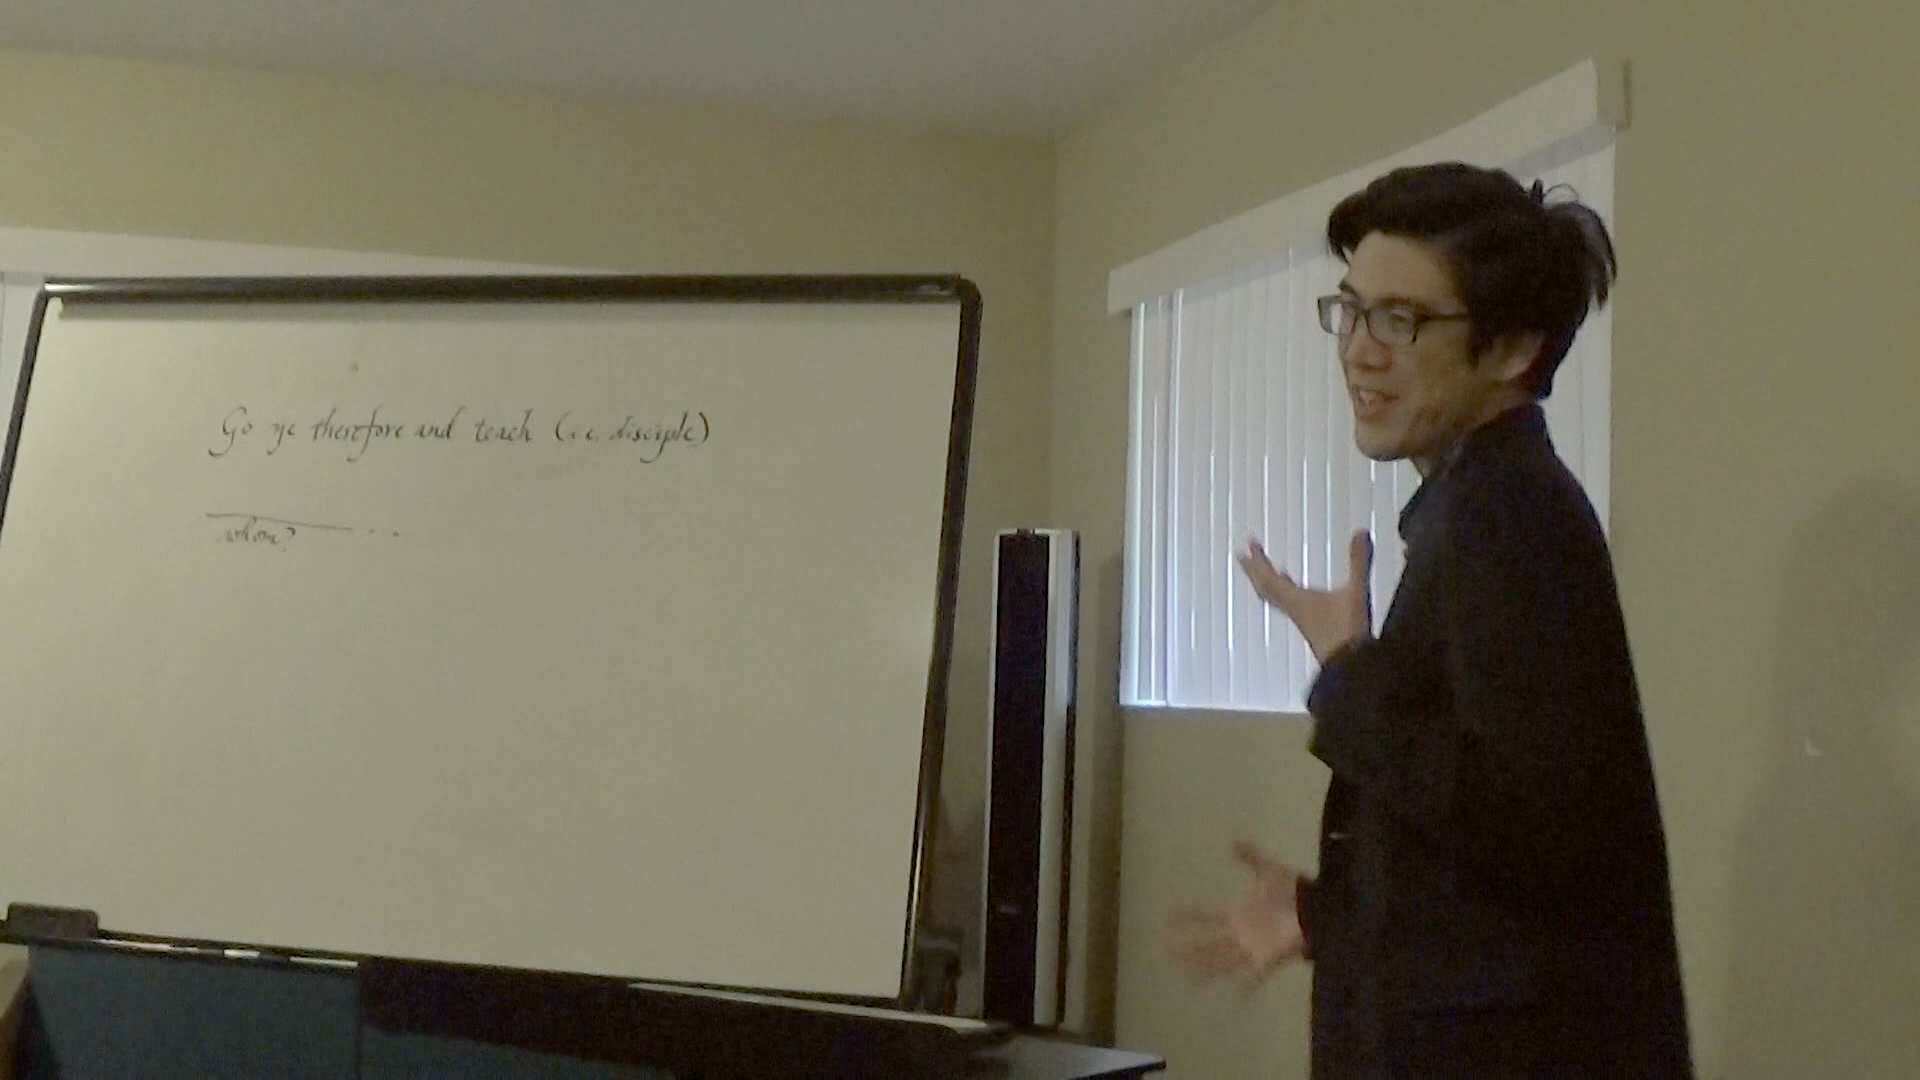 Go ye therefore and teach (i.e. disciple)
whom? ...